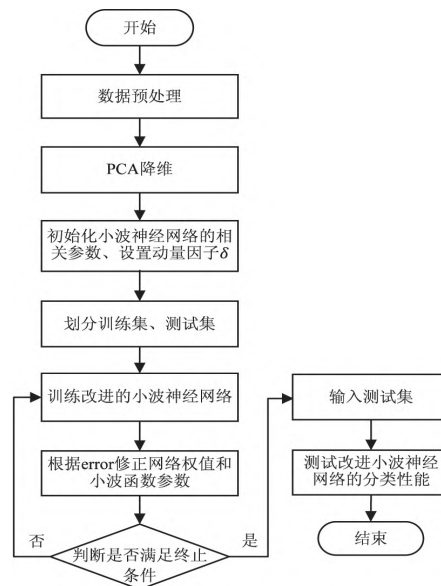 开始
数据预处理
PCA降维
初始化小波神经网络的相
关参数、设置动量因子δ
划分训练集、测试集
训练改进的小波神经网络
根据error修正网络权值和
小波函数参数
否
判断是否满足终止
条件
是
输入测试集
测试改进小波神经
网络的分类性能
结束